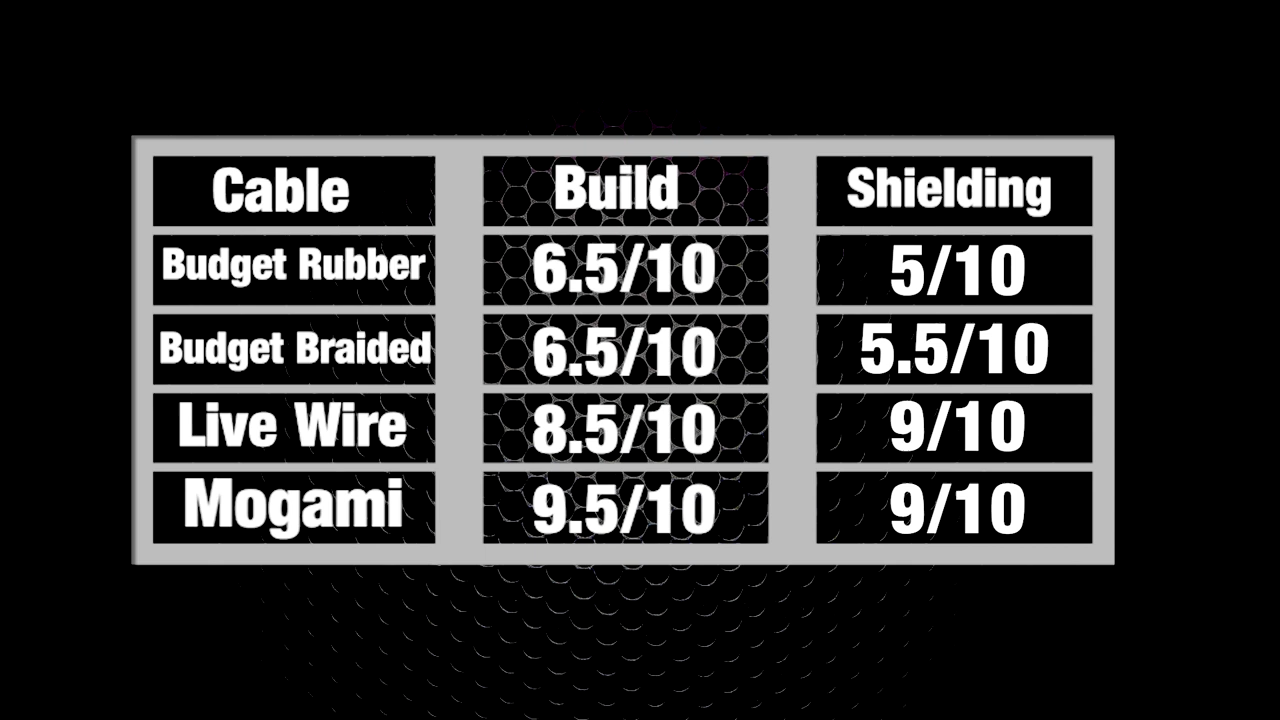 Cable Build Shielding
Budget Rubber 6.5/10 5/10
Budget Braided 6.5/10 5.5/10
Live Wire 8.5/10 9/10
Mogami 9.5/10 9/10